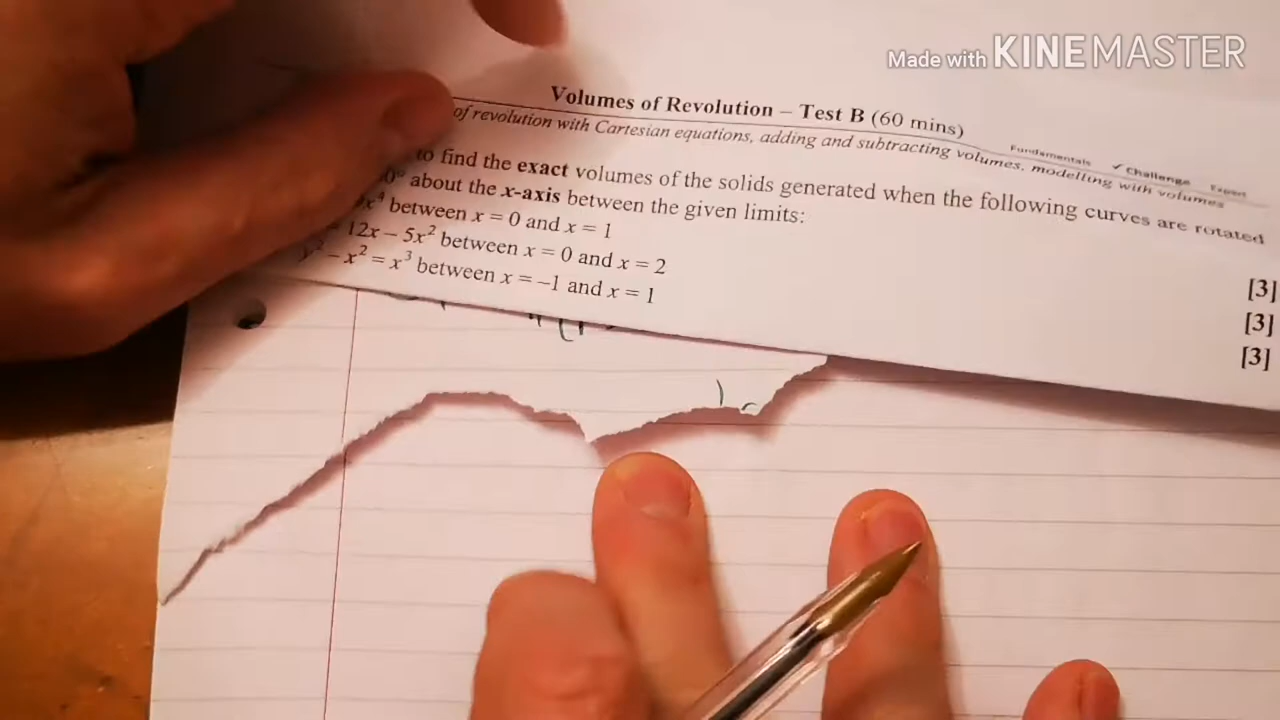 Made with KINEMASTER
Volumes of Revolution – Test B (60 mins)
of revolution with Cartesian equations, adding and subtracting volumes, modelling with volumes
Fundamentals ✓ Challenge Expert
to find the exact volumes of the solids generated when the following curves are rotated
0° about the x-axis between the given limits:
x⁴ between x = 0 and x = 1
[3]
= 12x – 5x² between x = 0 and x = 2
[3]
y² – x² = x³ between x = –1 and x = 1
[3]